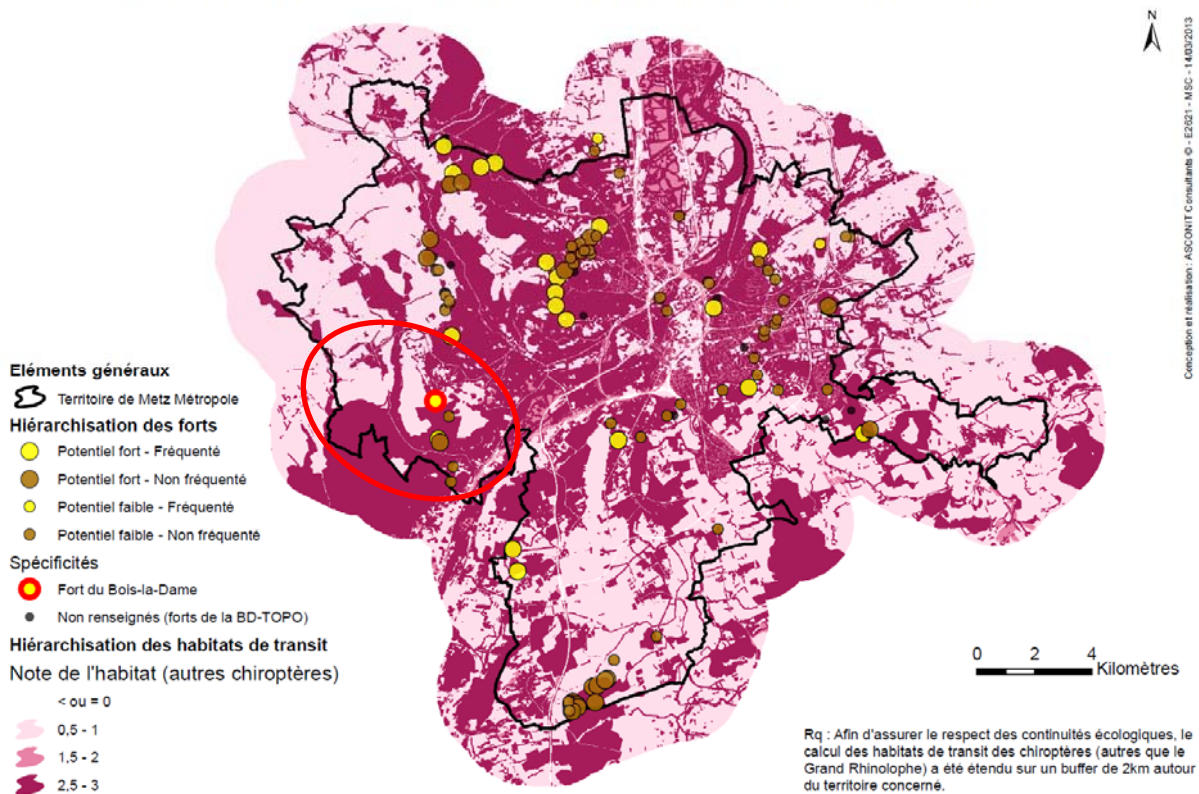 N
Conception et réalisation : ASCONIT Consultants © - E2621 - MSC - 14/03/2013
Eléments généraux
Territoire de Metz Métropole
Hiérarchisation des forts
Potentiel fort - Fréquenté
Potentiel fort - Non fréquenté
Potentiel faible - Fréquenté
Potentiel faible - Non fréquenté
Spécificités
Fort du Bois-la-Dame
Non renseignés (forts de la BD-TOPO)
Hiérarchisation des habitats de transit
Note de l'habitat (autres chiroptères)
< ou = 0
0,5 - 1
1,5 - 2
2,5 - 3
0 2 4
Kilomètres
Rq : Afin d'assurer le respect des continuités écologiques, le
calcul des habitats de transit des chiroptères (autres que le
Grand Rhinolophe) a été étendu sur un buffer de 2km autour
du territoire concerné.